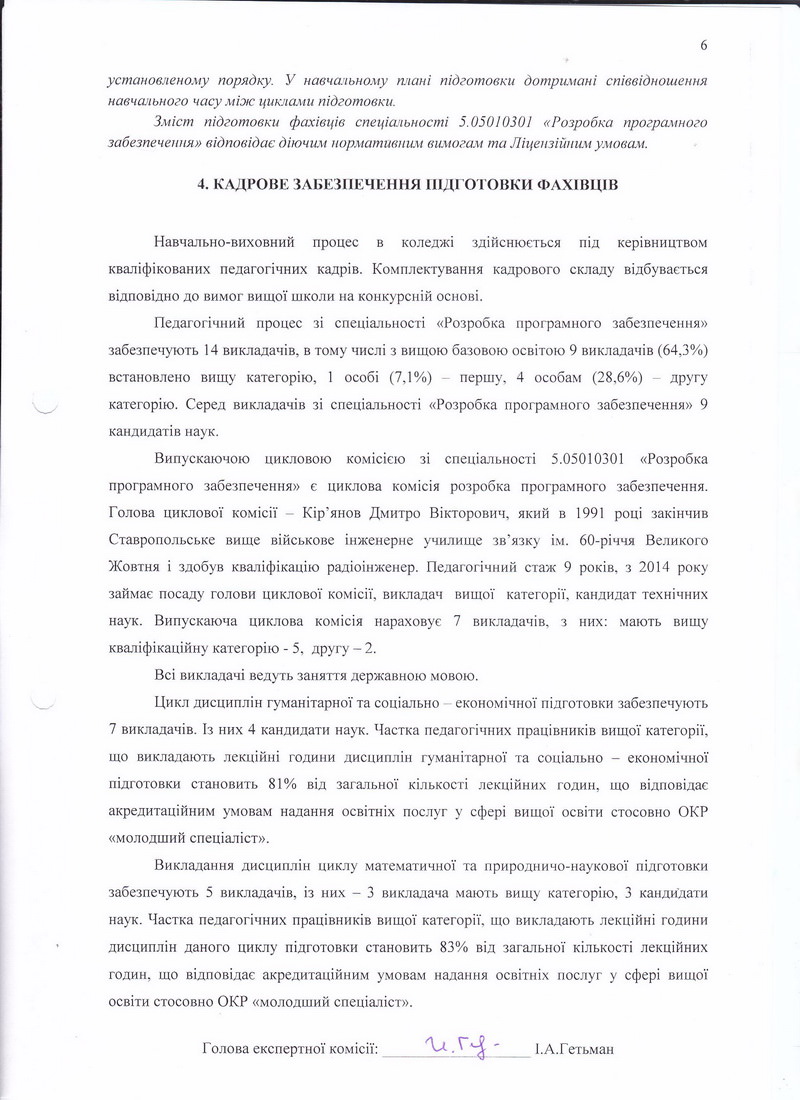 6
установленому порядку. У навчальному плані підготовки дотримані співвідношення
навчального часу між циклами підготовки.
Зміст підготовки фахівців спеціальності 5.05010301 «Розробка програмного
забезпечення» відповідає діючим нормативним вимогам та Ліцензійним умовам.
4. КАДРОВЕ ЗАБЕЗПЕЧЕННЯ ПІДГОТОВКИ ФАХІВЦІВ
Навчально-виховний процес в коледжі здійснюється під керівництвом
кваліфікованих педагогічних кадрів. Комплектування кадрового складу відбувається
відповідно до вимог вищої школи на конкурсній основі.
Педагогічний процес зі спеціальності «Розробка програмного забезпечення»
забезпечують 14 викладачів, в тому числі з вищою базовою освітою 9 викладачів (64,3%)
встановлено вищу категорію, 1 особі (7,1%) – першу, 4 особам (28,6%) – другу
категорію. Серед викладачів зі спеціальності «Розробка програмного забезпечення» 9
кандидатів наук.
Випускаючою цикловою комісією зі спеціальності 5.05010301 «Розробка
програмного забезпечення» є циклова комісія розробка програмного забезпечення.
Голова циклової комісії – Кір’янов Дмитро Вікторович, який в 1991 році закінчив
Ставропольське вище військове інженерне училище зв’язку ім. 60-річчя Великого
Жовтня і здобув кваліфікацію радіоінженер. Педагогічний стаж 9 років, з 2014 року
займає посаду голови циклової комісії, викладач вищої категорії, кандидат технічних
наук. Випускаюча циклова комісія нараховує 7 викладачів, з них: мають вищу
кваліфікаційну категорію - 5, другу – 2.
Всі викладачі ведуть заняття державною мовою.
Цикл дисциплін гуманітарної та соціально – економічної підготовки забезпечують
7 викладачів. Із них 4 кандидати наук. Частка педагогічних працівників вищої категорії,
що викладають лекційні години дисциплін гуманітарної та соціально – економічної
підготовки становить 81% від загальної кількості лекційних годин, що відповідає
акредитаційним умовам надання освітніх послуг у сфері вищої освіти стосовно ОКР
«молодший спеціаліст».
Викладання дисциплін циклу математичної та природничо-наукової підготовки
забезпечують 5 викладачів, із них – 3 викладача мають вищу категорію, 3 кандидати
наук. Частка педагогічних працівників вищої категорії, що викладають лекційні години
дисциплін даного циклу підготовки становить 83% від загальної кількості лекційних
годин, що відповідає акредитаційним умовам надання освітніх послуг у сфері вищої
освіти стосовно ОКР «молодший спеціаліст».
Голова експертної комісії: ____________________ І.А.Гетьман